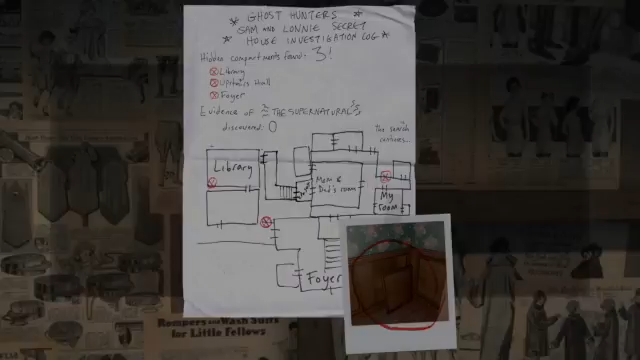 GHOST HUNTERS
SAM AND LONNIE SECRET
HOUSE INVESTIGATION LOG
Hidden compartments found: 3!
Library
Upstairs Hall
Foyer
Evidence of THE SUPERNATURAL
discovered: 0
The search
continues...
Library
Mom &
Dad's room
My
Room
Foyer
Rompers and Wash Suits
for Little Fellows